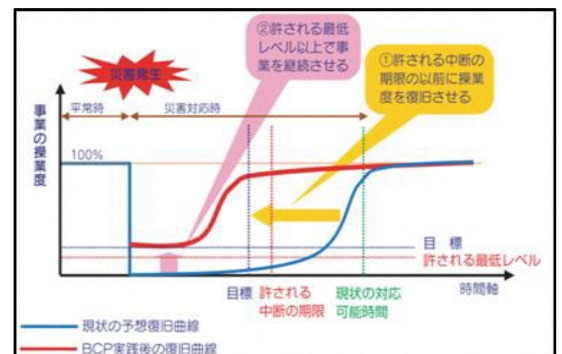 ②許される最低
レベル以上で事
業を継続させる
①許される中断の
期限の以前に操業
度を復旧させる
災害発生
平常時
災害対応時
事業の操業度
100%
目 標
許される最低レベル
時間軸
目標
許される
中断の期限
現状の対応
可能時間
現状の予想復旧曲線
BCP実践後の復旧曲線